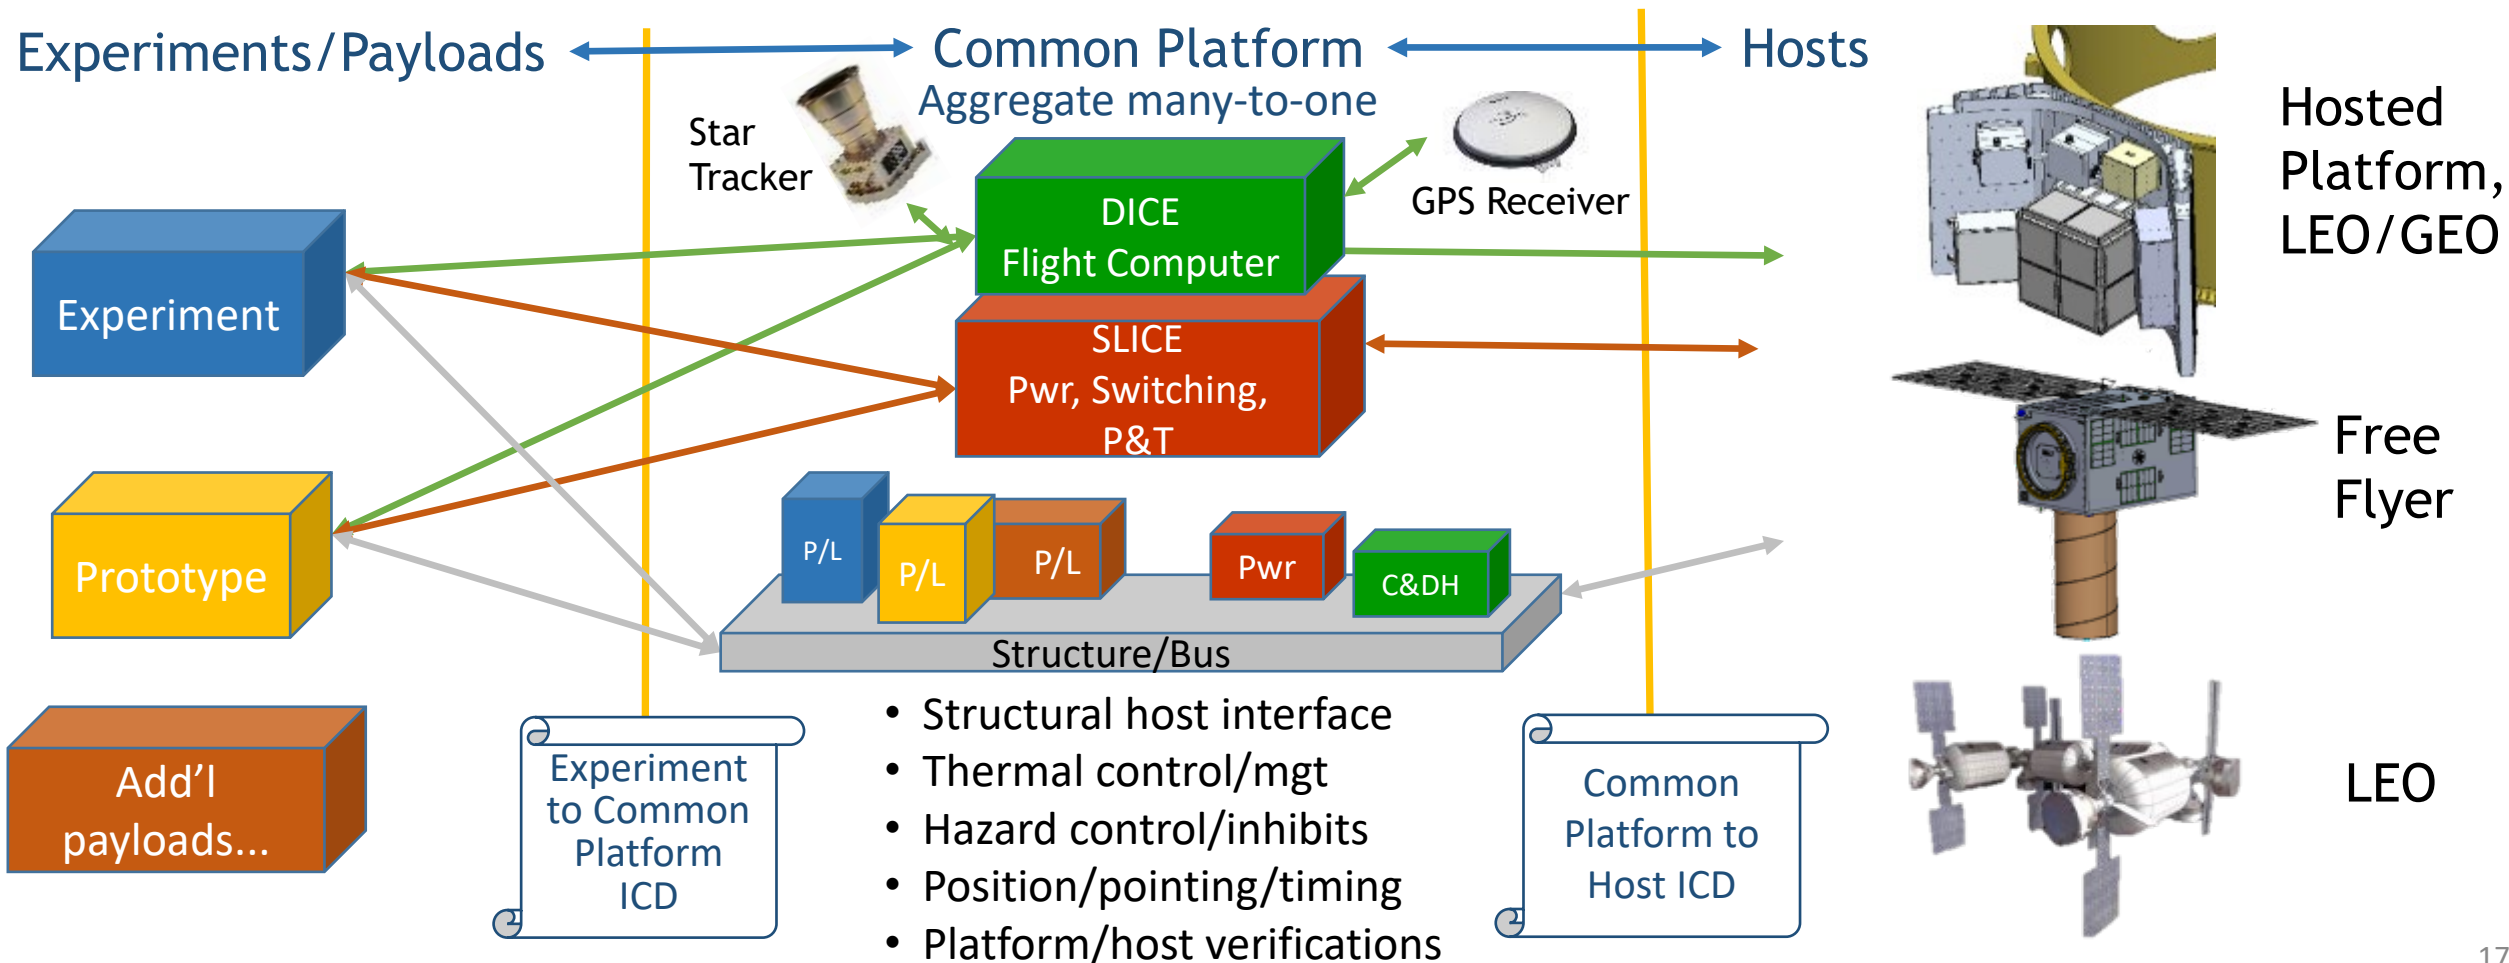 Experiments/Payloads
Common Platform
Hosts
Aggregate many-to-one
Star
Tracker
GPS Receiver
DICE
Flight Computer
SLICE
Pwr, Switching,
P&T
Experiment
Prototype
Add’l
payloads...
P/L
P/L
P/L
Pwr
C&DH
Structure/Bus
Experiment
to Common
Platform
ICD
• Structural host interface
• Thermal control/mgt
• Hazard control/inhibits
• Position/pointing/timing
• Platform/host verifications
Common
Platform to
Host ICD
Hosted
Platform,
LEO/GEO
Free
Flyer
LEO
17